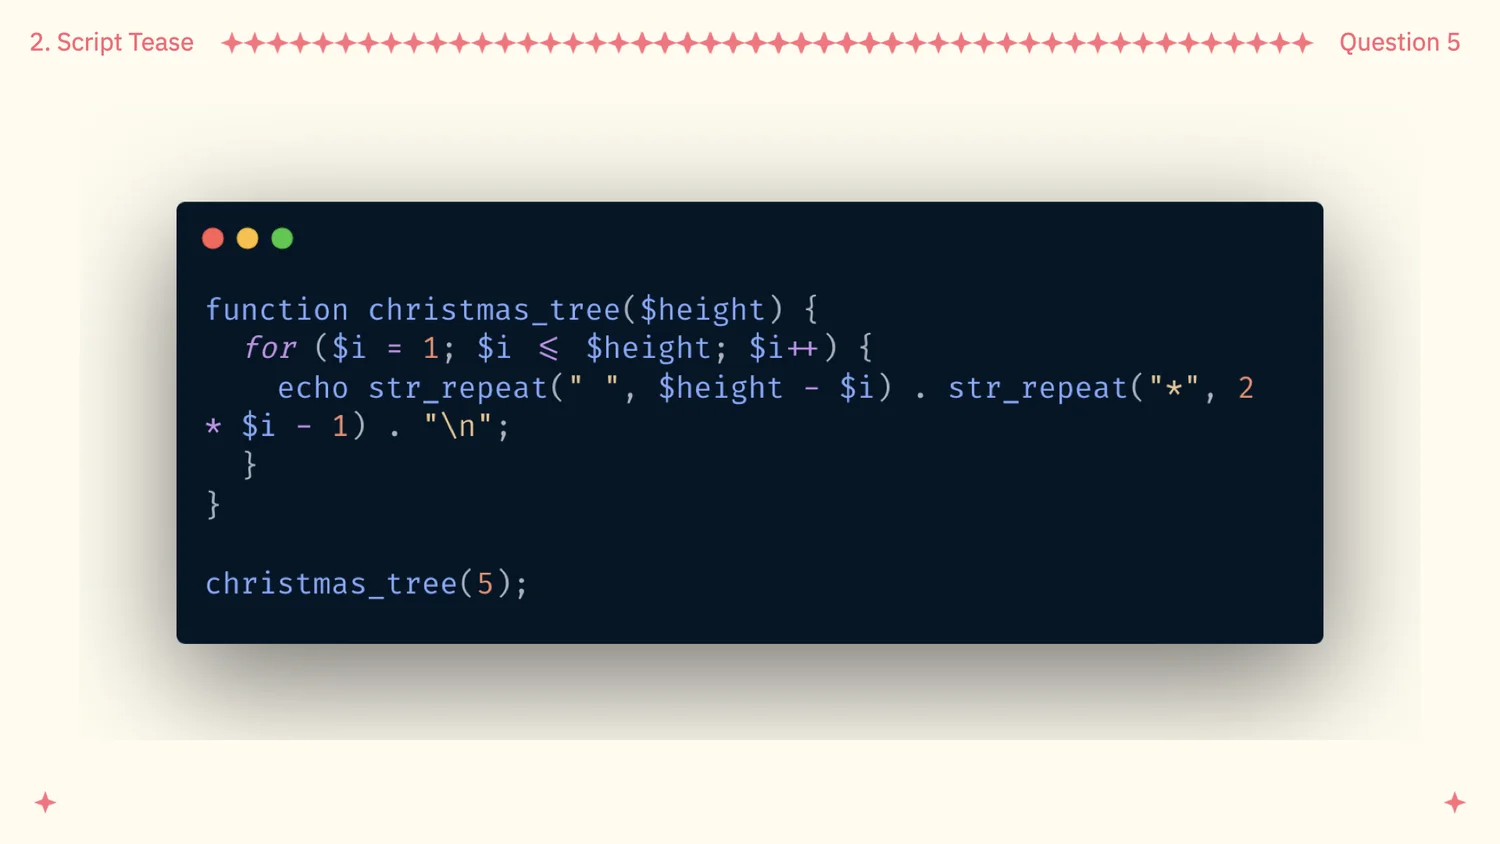 2. Script Tease
Question 5
function christmas_tree($height) {
  for ($i = 1; $i <= $height; $i++) {
    echo str_repeat(" ", $height - $i) . str_repeat("*", 2
* $i - 1) . "\n";
  }
}
christmas_tree(5);